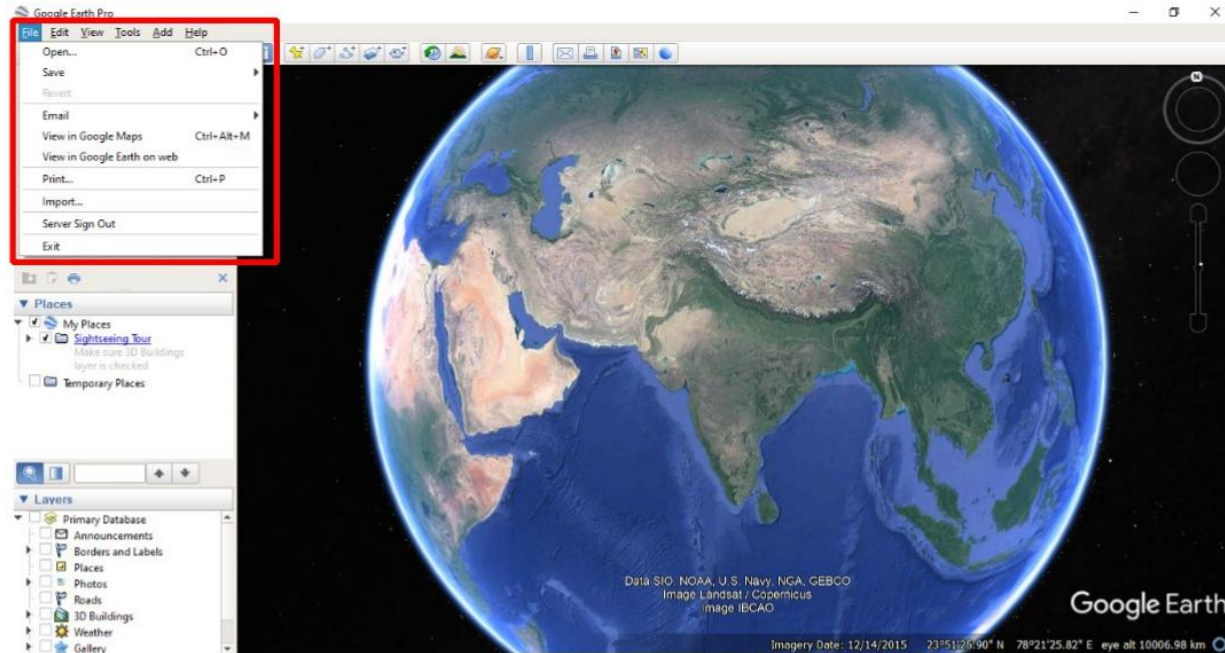 Google Earth Pro
File Edit View Tools Add Help
Open... Ctrl+O
Save
Revert
Email
View in Google Maps Ctrl+Alt+M
View in Google Earth on web
Print... Ctrl+P
Import...
Server Sign Out
Exit
Places
My Places
Sightseeing Tour
Make sure 3D Buildings
layer is checked
Temporary Places
Layers
Primary Database
Announcements
Borders and Labels
Places
Photos
Roads
3D Buildings
Weather
Gallery
N
Data SIO, NOAA, U.S. Navy, NGA, GEBCO
Image Landsat / Copernicus
Image IBCAO
Google Earth
Imagery Date: 12/14/2015 23°51'26.90" N 78°21'25.82" E eye alt 10006.98 km